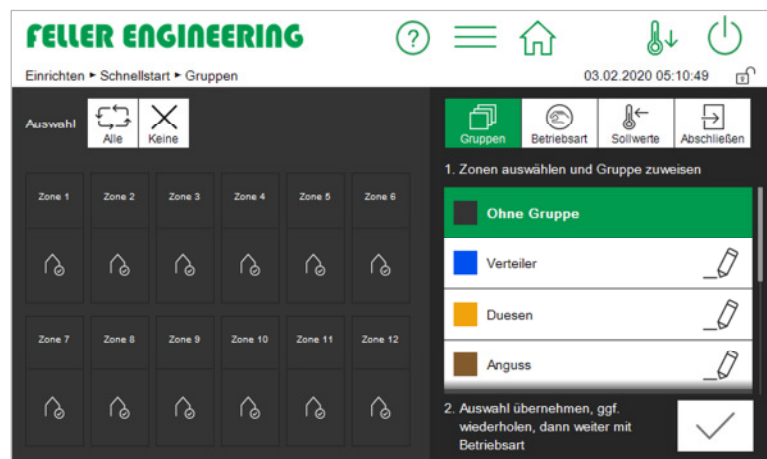 FELLER ENGINEERING
?
Einrichten ▸ Schnellstart ▸ Gruppen
03.02.2020 05:10:49
Auswahl
Alle
Keine
Gruppen
Betriebsart
Sollwerte
Abschließen
1. Zonen auswählen und Gruppe zuweisen
Zone 1
Zone 2
Zone 3
Zone 4
Zone 5
Zone 6
Ohne Gruppe
Verteiler
Duesen
Zone 7
Zone 8
Zone 9
Zone 10
Zone 11
Zone 12
Anguss
2. Auswahl übernehmen, ggf.
wiederholen, dann weiter mit
Betriebsart